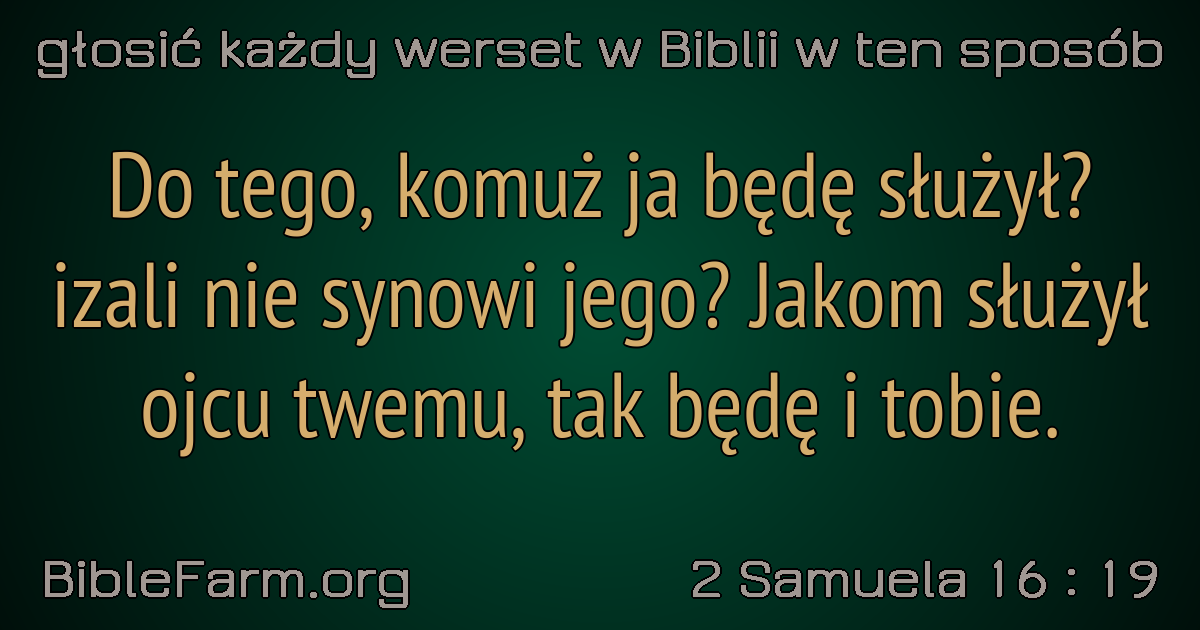 głosić każdy werset w Biblii w ten sposób
Do tego, komuż ja będę służył?
izali nie synowi jego? Jakom służył
ojcu twemu, tak będę i tobie.
BibleFarm.org
2 Samuela 16 : 19